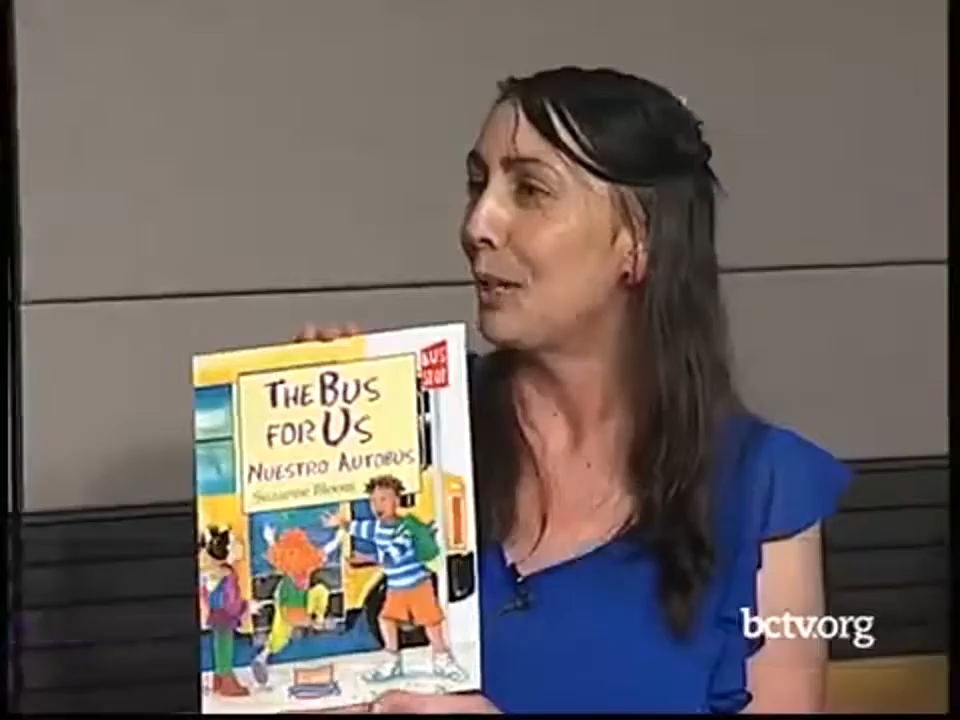 BUS
STOP
THE BUS
FOR US
NUESTRO AUTOBUS
Suzanne Bloom
bctv.org